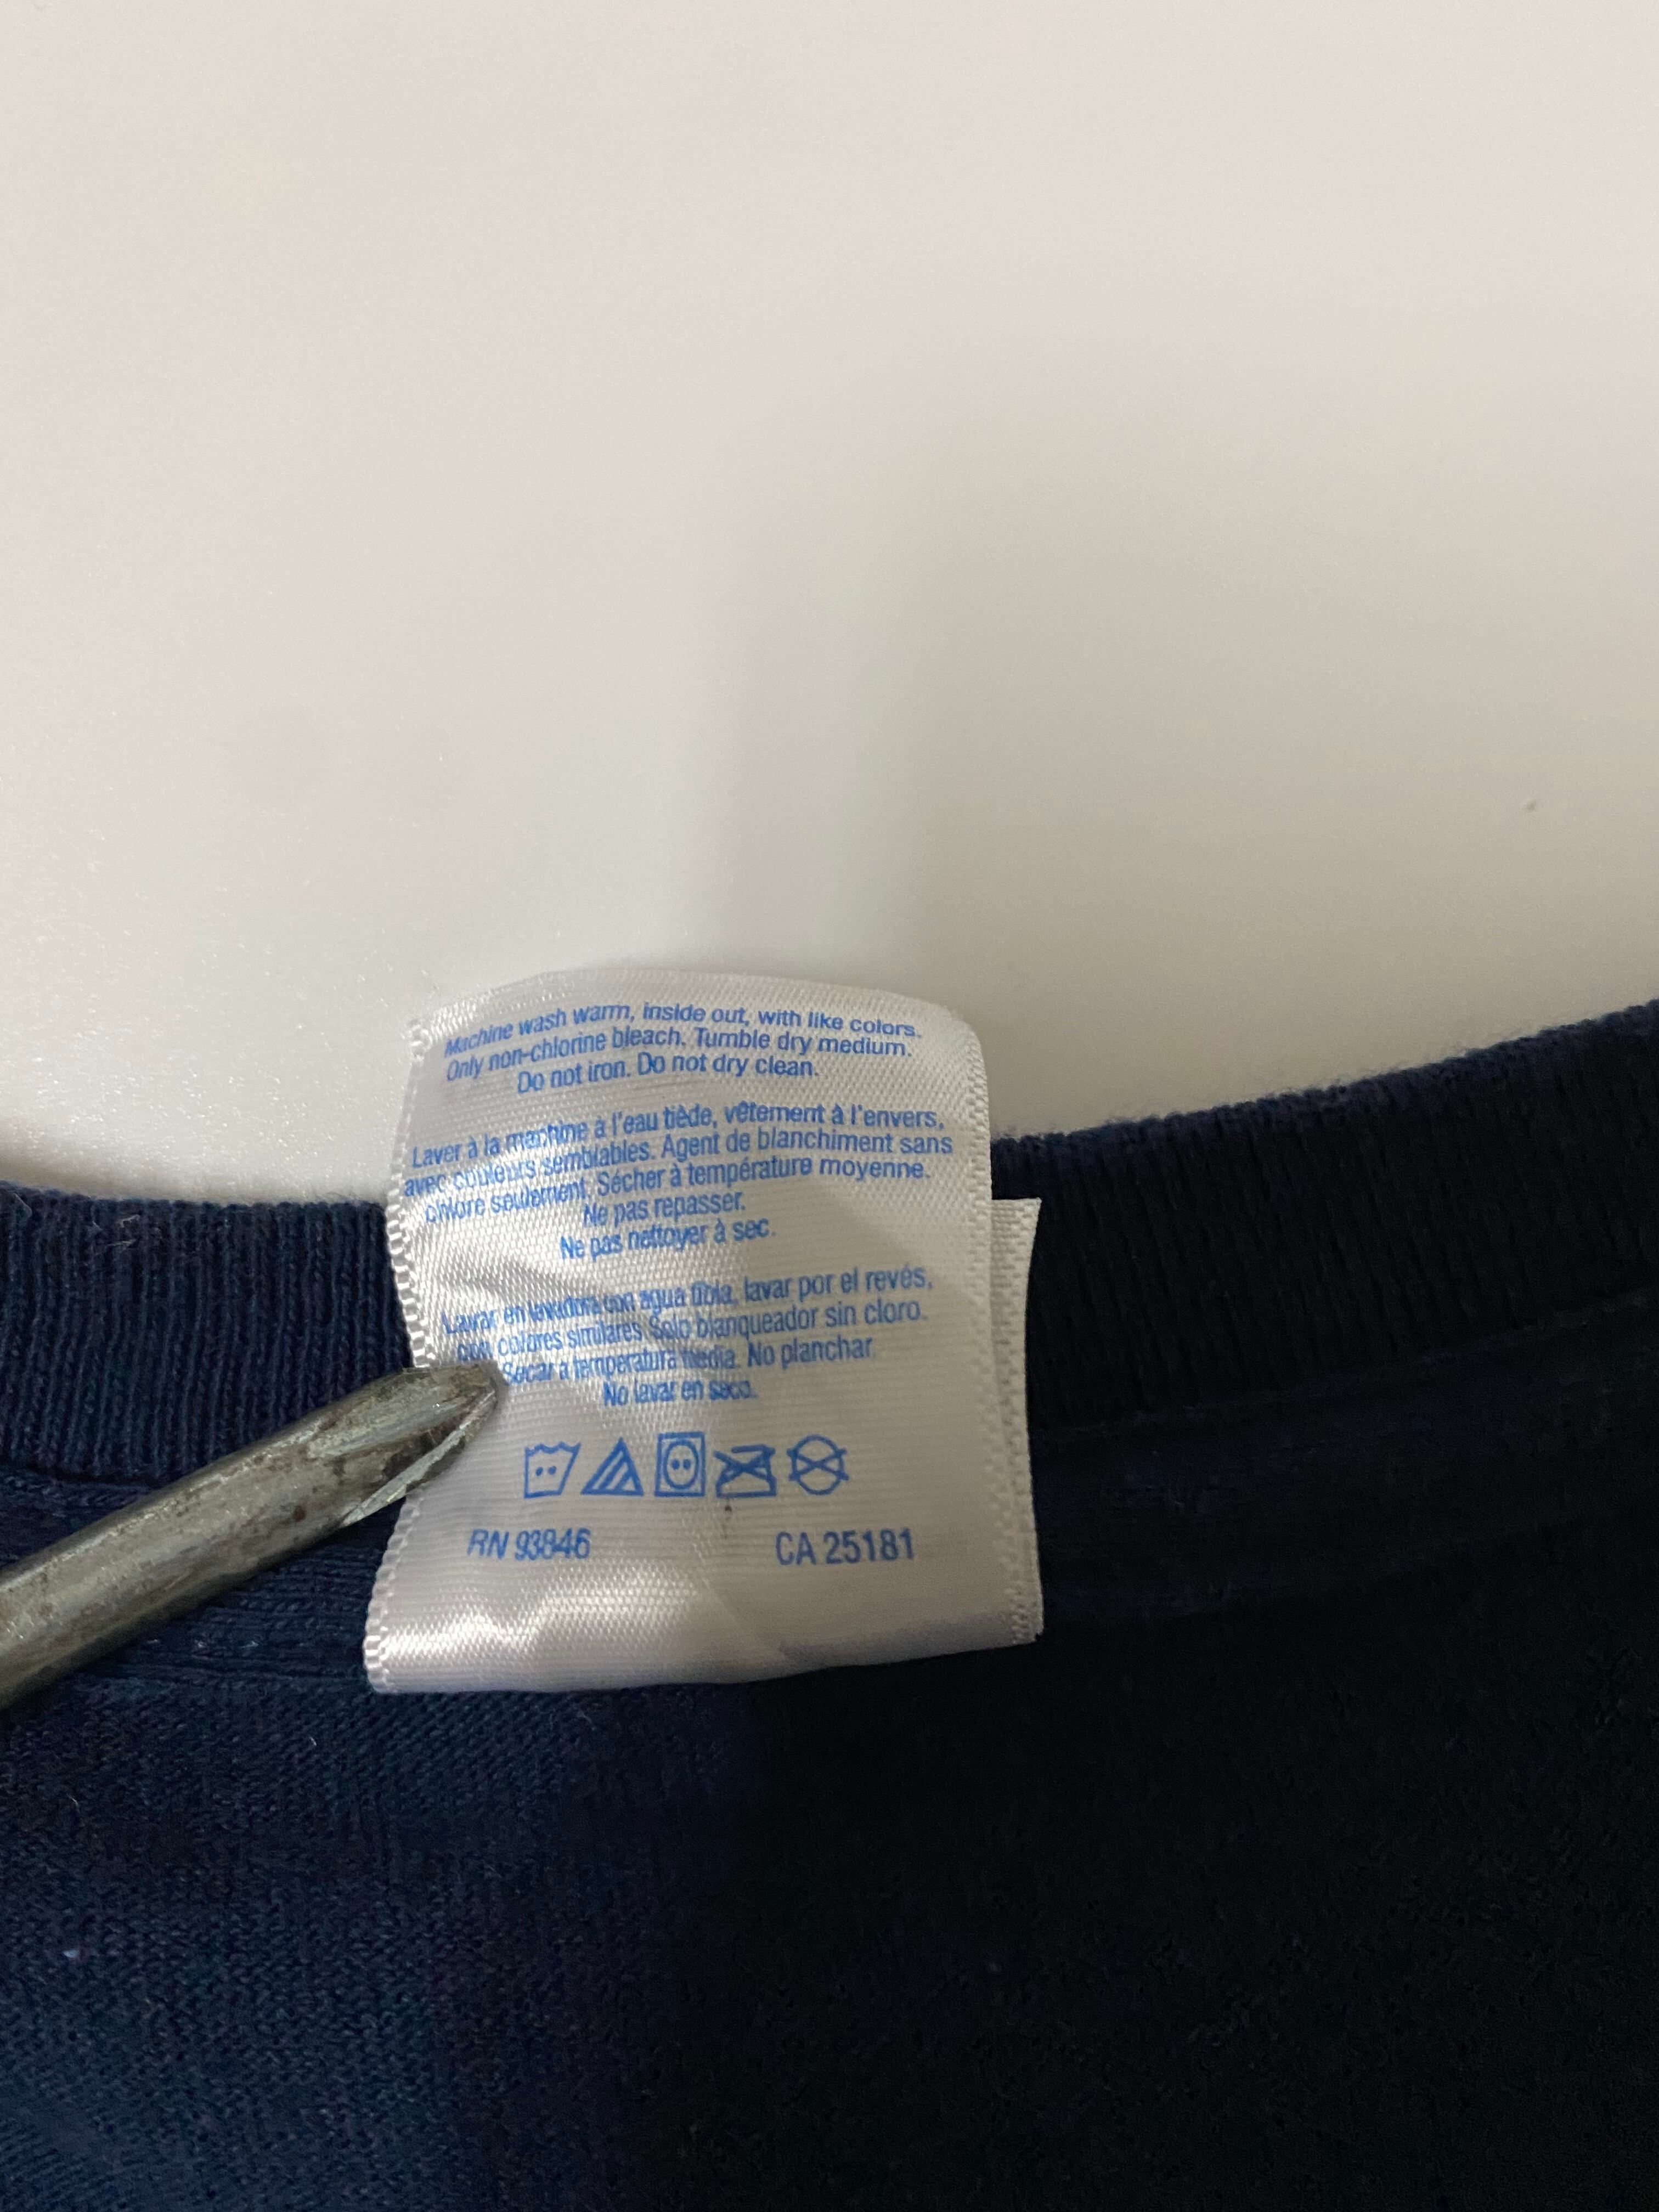 Machine wash warm, inside out, with like colors.
Only non-chlorine bleach. Tumble dry medium.
Do not iron. Do not dry clean.
Laver à la machine à l'eau tiède, vêtement à l'envers,
avec couleurs semblables. Agent de blanchiment sans
chlore seulement. Sécher à température moyenne.
Ne pas repasser.
Ne pas nettoyer à sec.
Lavar en lavadora con agua tibia, lavar por el revés,
con colores similares. Solo blanqueador sin cloro.
Secar a temperatura media. No planchar.
No lavar en seco.
RN 93846 CA 25181